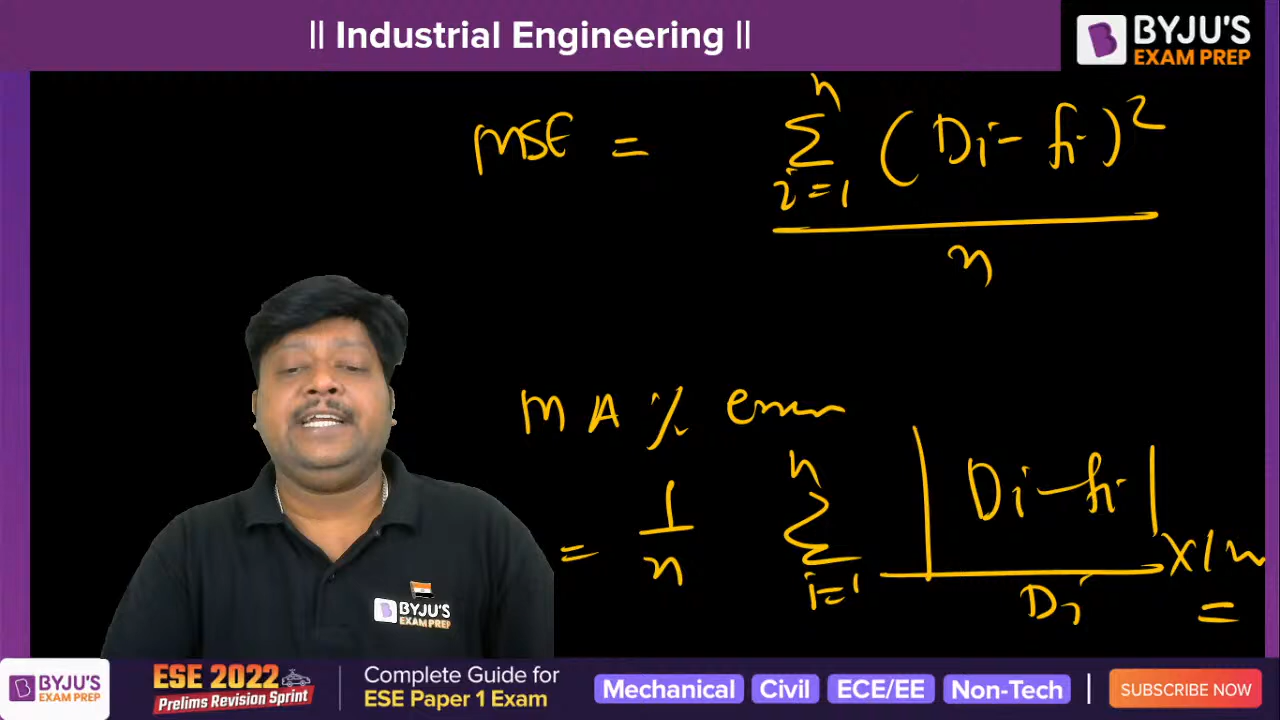 || Industrial Engineering ||
BYJU'S
EXAM PREP
MSE = n Σ i=1 (Di - fi)2
n
M A % error
= 1 n Σ i=1 | Di - fi | X100
n Di =
BYJU'S
EXAM PREP
BYJU'S
EXAM PREP
ESE 2022
Prelims Revision Sprint
Complete Guide for
ESE Paper 1 Exam
Mechanical Civil ECE/EE Non-Tech
SUBSCRIBE NOW